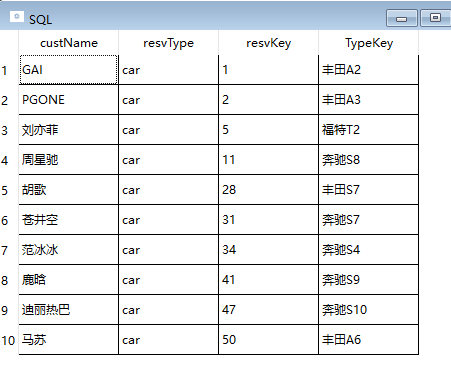 SQL
custName resvType resvKey TypeKey
1 GAI car 1 丰田A2
2 PGONE car 2 丰田A3
3 刘亦菲 car 5 福特T2
4 周星驰 car 11 奔驰S8
5 胡歌 car 28 丰田S7
6 苍井空 car 31 奔驰S7
7 范冰冰 car 34 奔驰S4
8 鹿晗 car 41 奔驰S9
9 迪丽热巴 car 47 奔驰S10
10 马苏 car 50 丰田A6